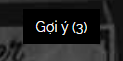 Gợi ý (3)